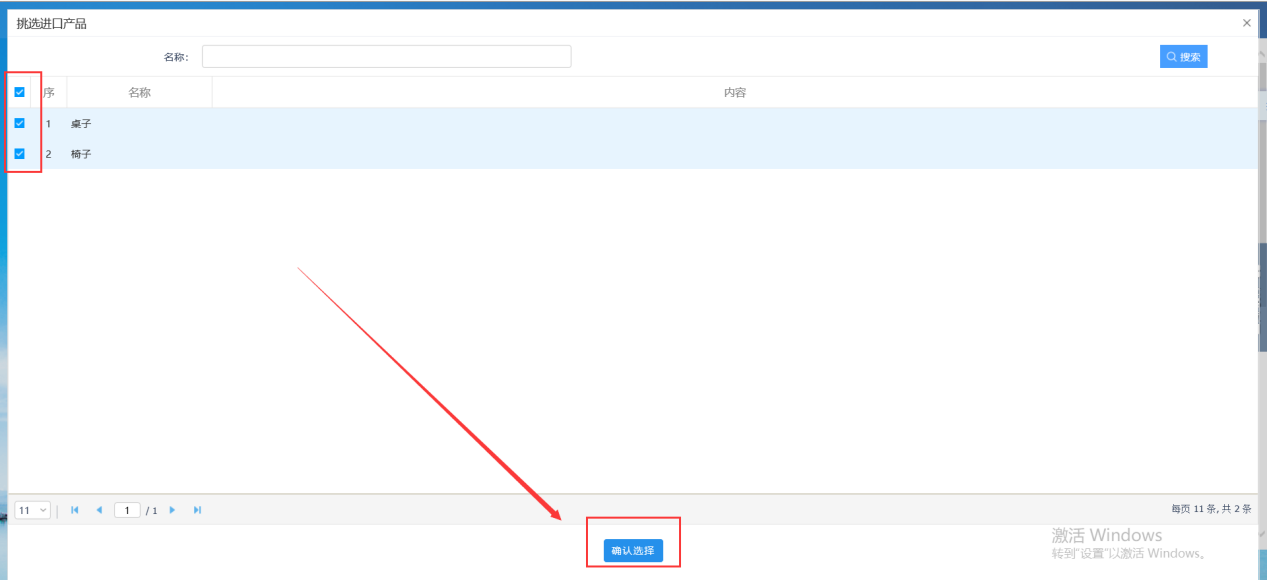 挑选进口产品
名称:
搜索
序 名称 内容
1 桌子
2 椅子
11 1 / 1 每页 11 条, 共 2 条
确认选择
激活 Windows
转到"设置"以激活 Windows。